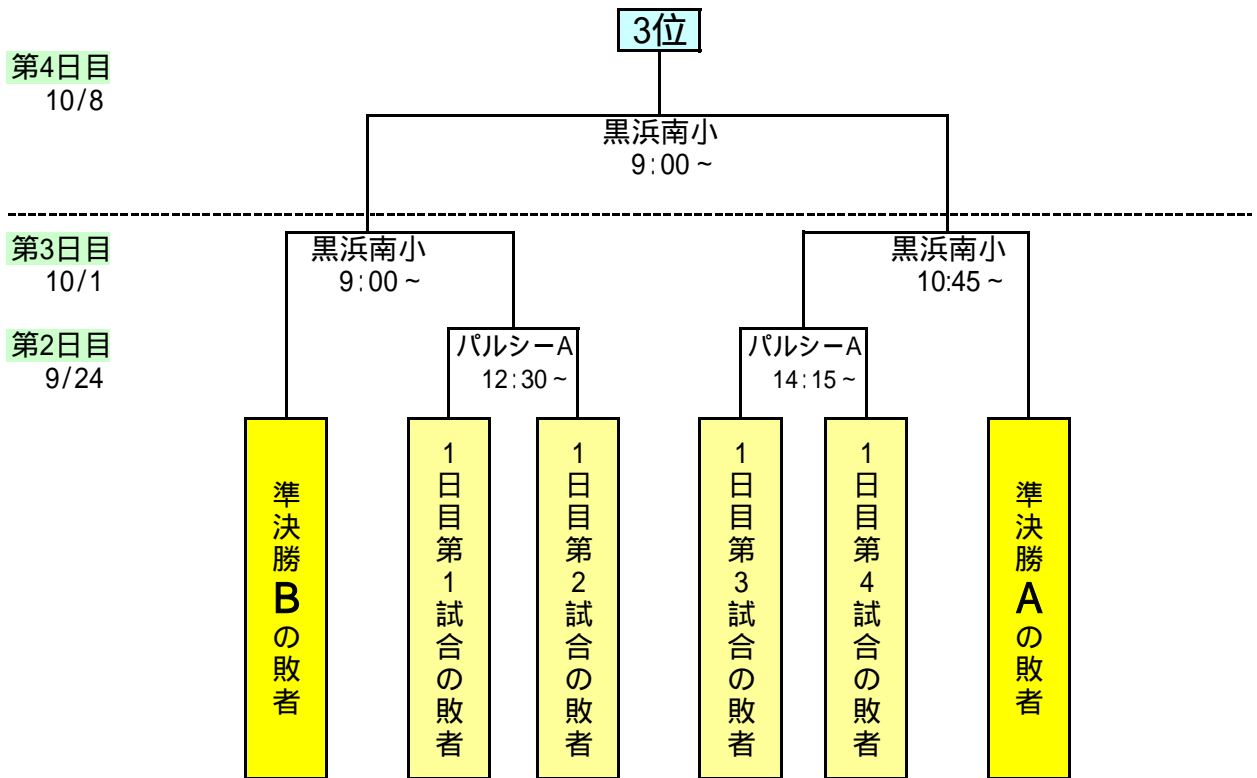 3位
第4日目
10/8
黒浜南小
9:00~
第3日目
10/1
黒浜南小
9:00~
黒浜南小
10:45~
第2日目
9/24
パルシーA
12:30~
パルシーA
14:15~
準決勝Bの敗者
1日目第1試合の敗者
1日目第2試合の敗者
1日目第3試合の敗者
1日目第4試合の敗者
準決勝Aの敗者